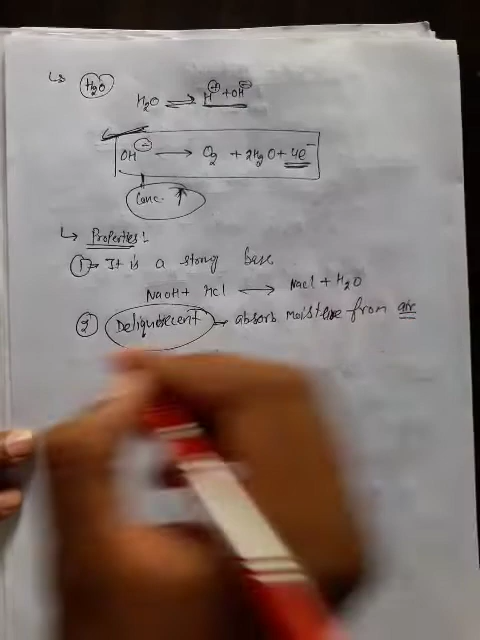 ↳ H₂O
H₂O ⇌ H⁺ + OH⁻
OH⁻ → O₂ + 2H₂O + 4e⁻
Conc. ↑
↳ Properties!
① It is a strong base
NaOH + HCl ⟷ NaCl + H₂O
② Deliquescent → absorb moisture from air